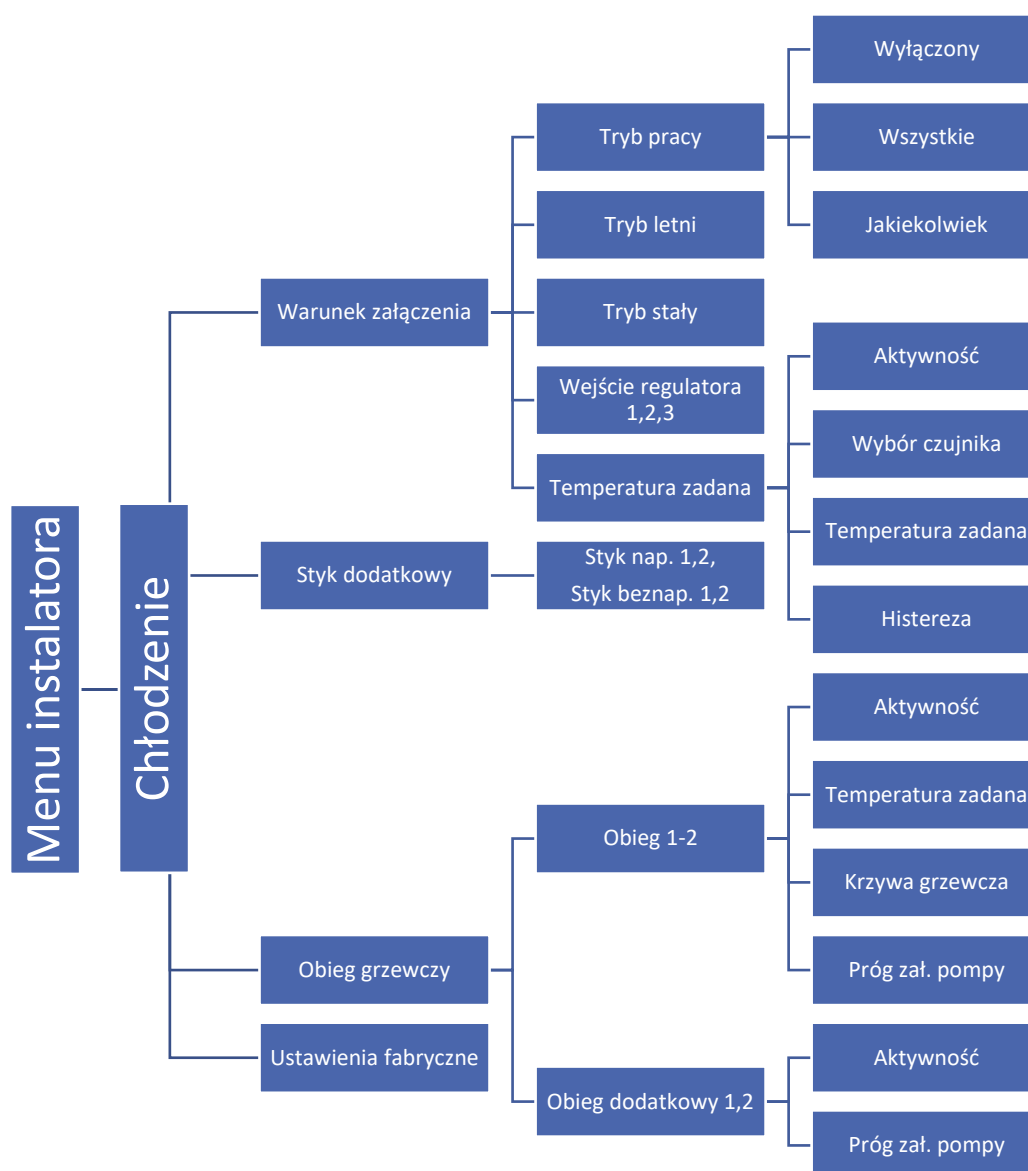 Menu instalatora
Chłodzenie
Warunek załączenia
Tryb pracy
Wyłączony
Wszystkie
Jakiekolwiek
Tryb letni
Tryb stały
Wejście regulatora
1,2,3
Temperatura zadana
Aktywność
Wybór czujnika
Temperatura zadana
Histereza
Styk dodatkowy
Styk nap. 1,2,
Styk beznap. 1,2
Obieg grzewczy
Obieg 1-2
Aktywność
Temperatura zadana
Krzywa grzewcza
Próg zał. pompy
Obieg dodatkowy 1,2
Aktywność
Próg zał. pompy
Ustawienia fabryczne